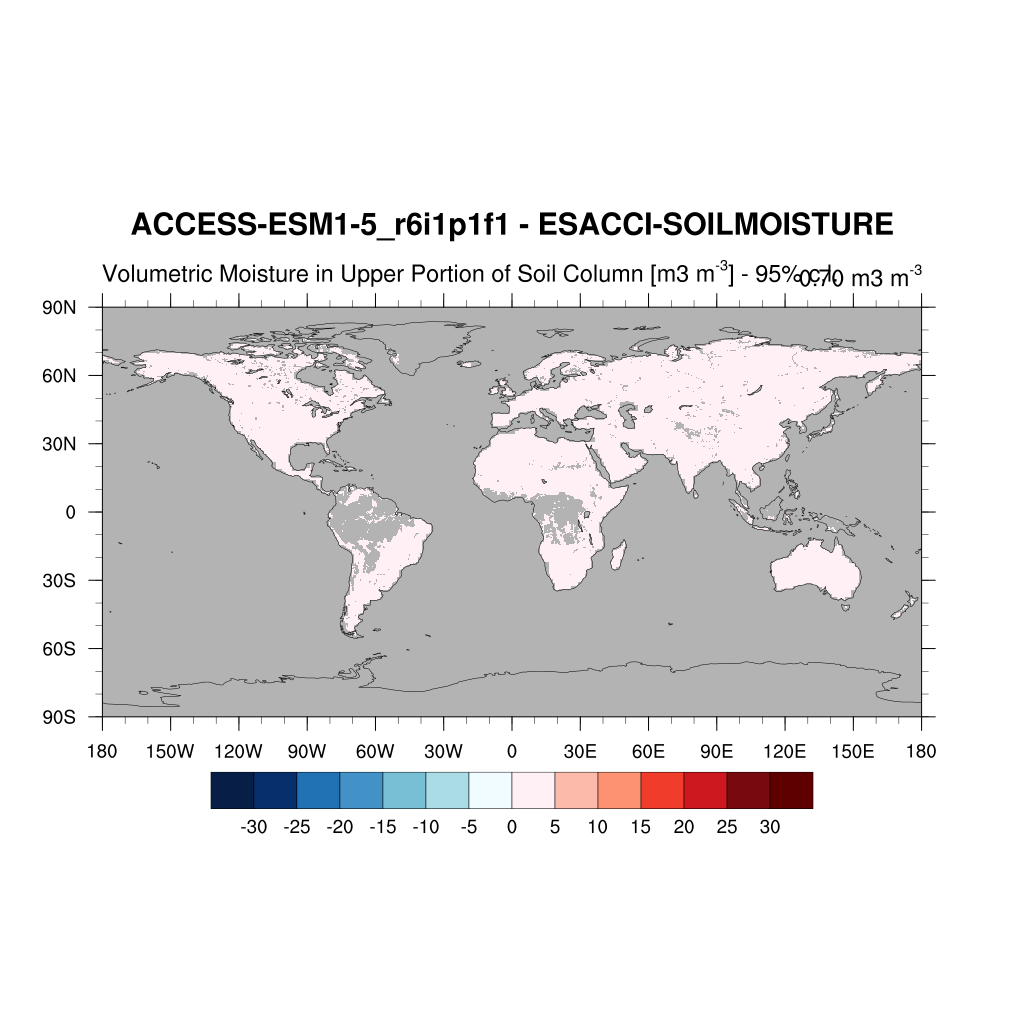 ACCESS-ESM1-5_r6i1p1f1 - ESACCI-SOILMOISTURE
Volumetric Moisture in Upper Portion of Soil Column [m3 m-3] - 95% c.l. 0.70 m3 m-3
90N
60N
30N
0
30S
60S
90S
180 150W 120W 90W 60W 30W 0 30E 60E 90E 120E 150E 180
-30 -25 -20 -15 -10 -5 0 5 10 15 20 25 30